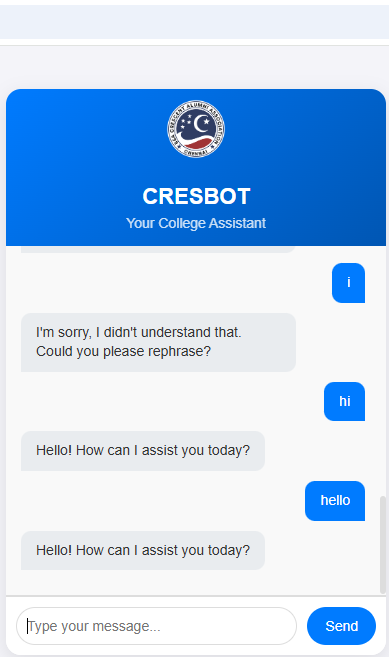 CRESCENT ALUMNI ASSOCIATION
CHENNAI
CRESBOT
Your College Assistant
i
I'm sorry, I didn't understand that.
Could you please rephrase?
hi
Hello! How can I assist you today?
hello
Hello! How can I assist you today?
Type your message...
Send